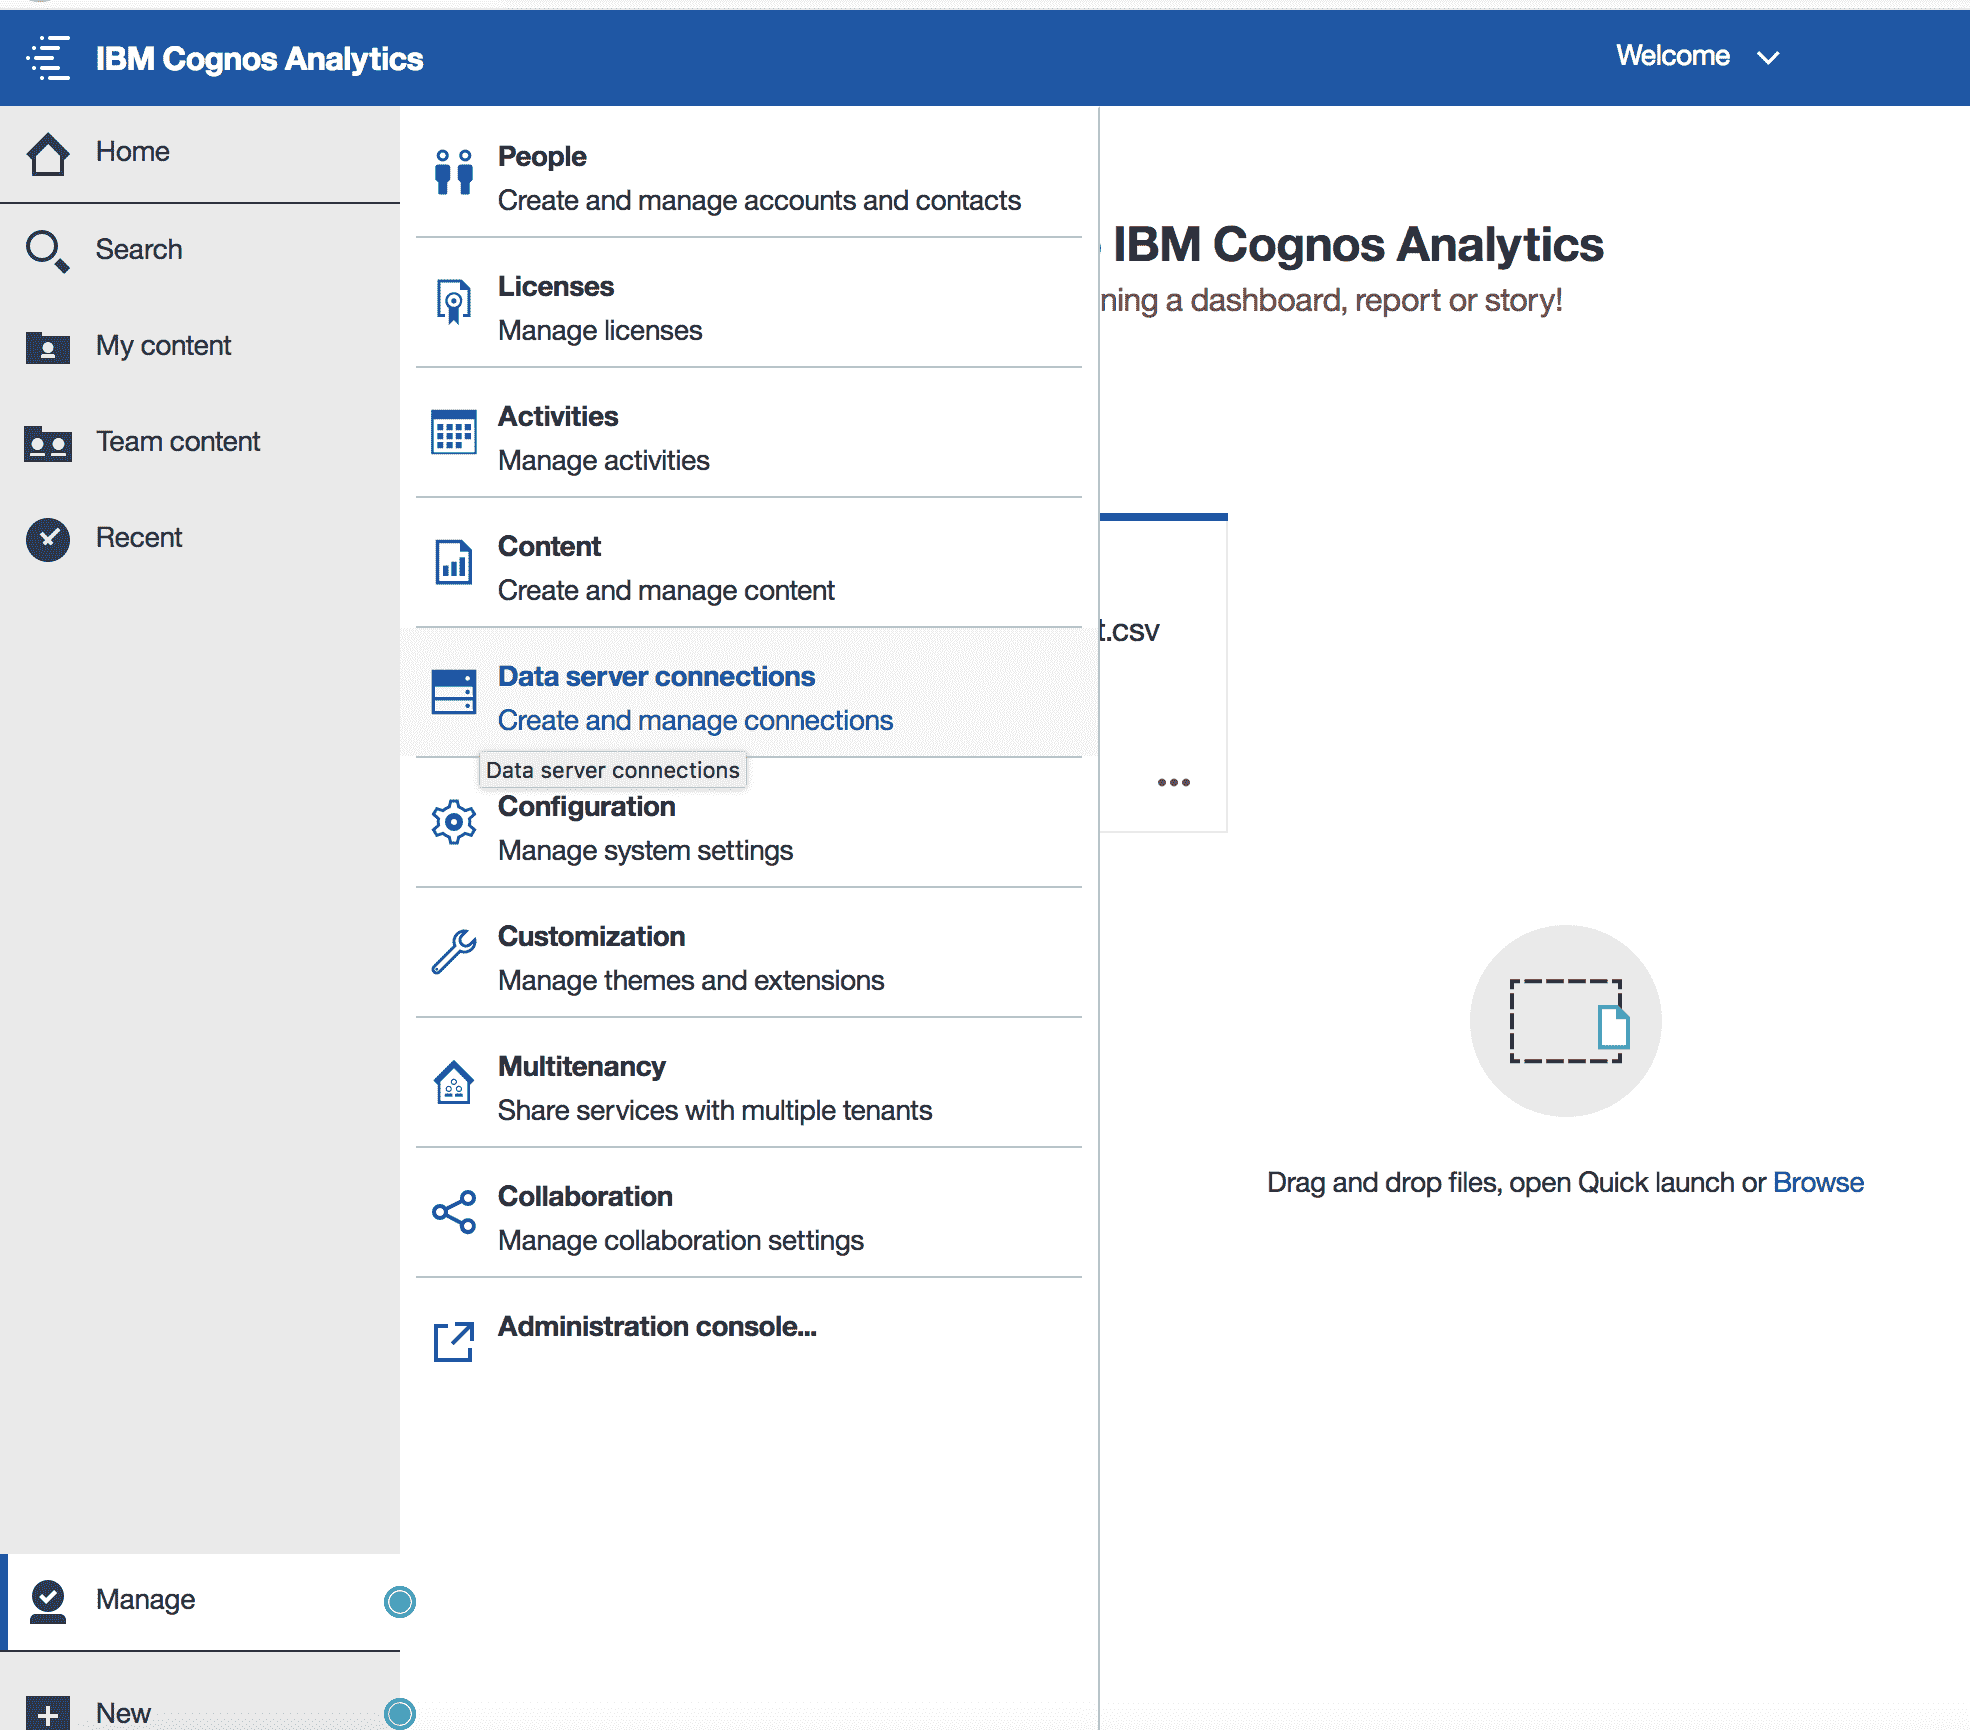 IBM Cognos Analytics
Welcome
Home
Search
My content
Team content
Recent
People
Create and manage accounts and contacts
Licenses
Manage licenses
Activities
Manage activities
Content
Create and manage content
Data server connections
Create and manage connections
Data server connections
Configuration
Manage system settings
Customization
Manage themes and extensions
Multitenancy
Share services with multiple tenants
Collaboration
Manage collaboration settings
Administration console...
IBM Cognos Analytics
ning a dashboard, report or story!
t.csv
Drag and drop files, open Quick launch or Browse
Manage
New